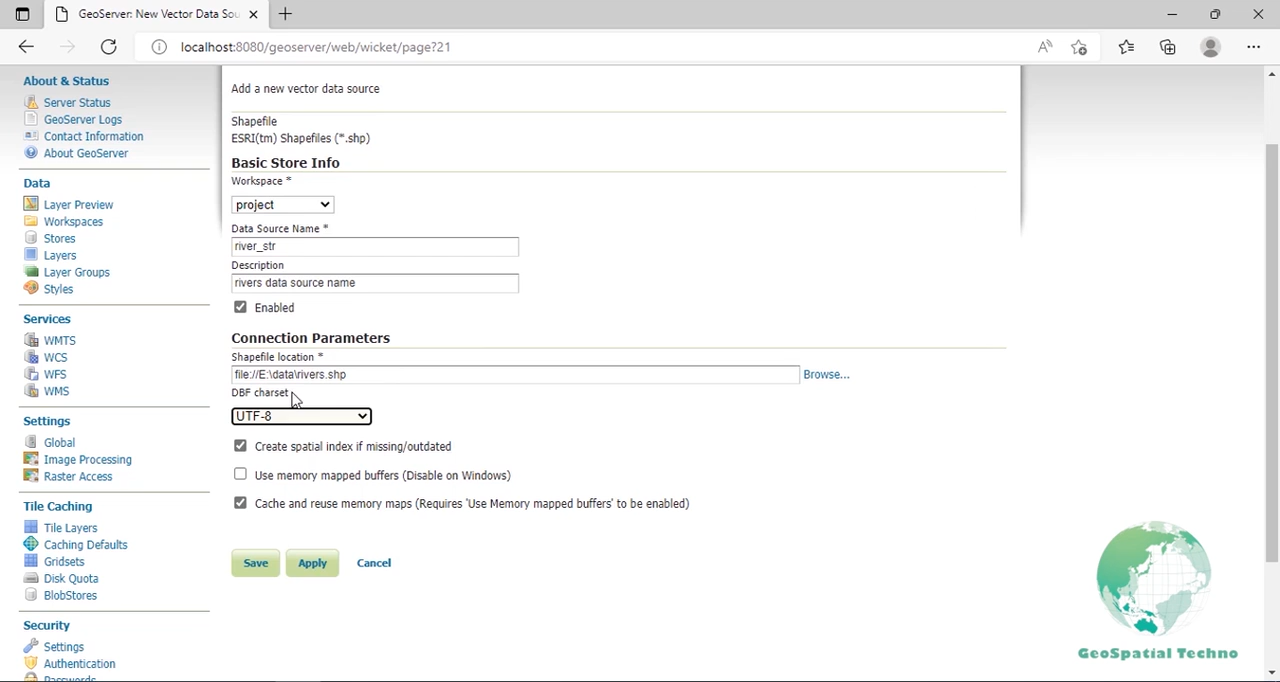 GeoServer: New Vector Data Sou
localhost:8080/geoserver/web/wicket/page?21
About & Status
Server Status
GeoServer Logs
Contact Information
About GeoServer
Data
Layer Preview
Workspaces
Stores
Layers
Layer Groups
Styles
Services
WMTS
WCS
WFS
WMS
Settings
Global
Image Processing
Raster Access
Tile Caching
Tile Layers
Caching Defaults
Gridsets
Disk Quota
BlobStores
Security
Settings
Authentication
Passwords
Add a new vector data source
Shapefile
ESRI(tm) Shapefiles (*.shp)
Basic Store Info
Workspace *
project
Data Source Name *
river_str
Description
rivers data source name
Enabled
Connection Parameters
Shapefile location *
file://E:\data\rivers.shp
Browse...
DBF charset
UTF-8
Create spatial index if missing/outdated
Use memory mapped buffers (Disable on Windows)
Cache and reuse memory maps (Requires 'Use Memory mapped buffers' to be enabled)
Save Apply Cancel
GeoSpatial Techno